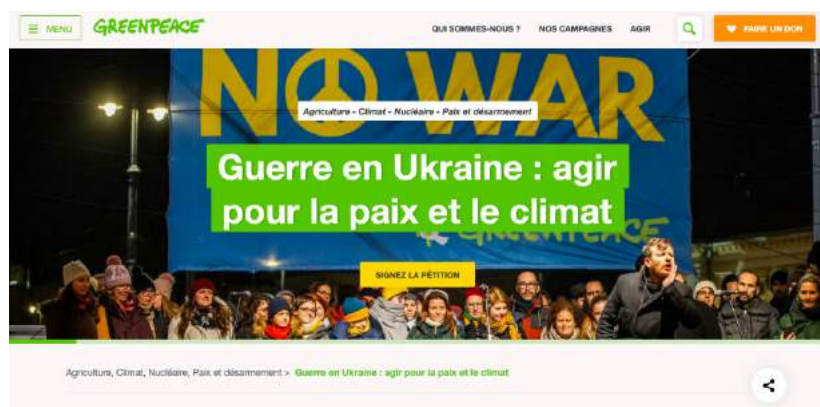 MENU
GREENPEACE
QUI SOMMES-NOUS ?
NOS CAMPAGNES
AGIR
FAIRE UN DON
NO WAR
Agriculture - Climat - Nucléaire - Paix et désarmement
Guerre en Ukraine : agir
pour la paix et le climat
GREENPEACE
SIGNEZ LA PÉTITION
Agriculture, Climat, Nucléaire, Paix et désarmement > Guerre en Ukraine : agir pour la paix et le climat